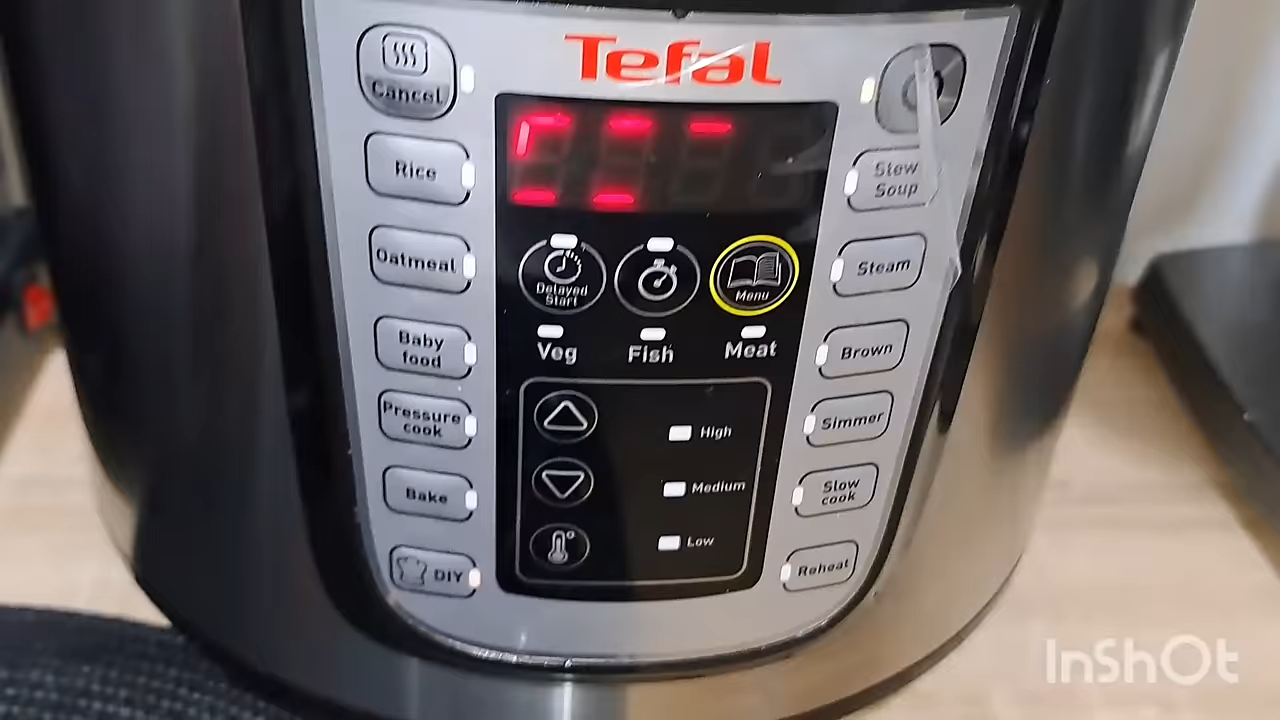 Tefal
Cancel
Rice
Oatmeal
Baby
food
Pressure
cook
Bake
DIY
Delayed
Start
Menu
Veg
Fish
Meat
High
Medium
Low
Stew
Soup
Steam
Brown
Simmer
Slow
cook
Reheat
InShOt